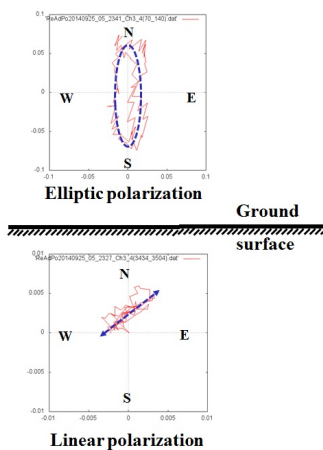 'ReAdPo20140925_05_2341_Ch3_4(70_140).dat'
0.1
N
0.05
0
W
E
-0.05
S
-0.1
-0.1
-0.05
0
0.05
0.1
Elliptic polarization
Ground
surface
'ReAdPo20140925_05_2327_Ch3_4(3434_3504).dat'
0.01
N
0.005
0
W
E
-0.005
S
-0.01
-0.01
-0.005
0
0.005
0.01
Linear polarization